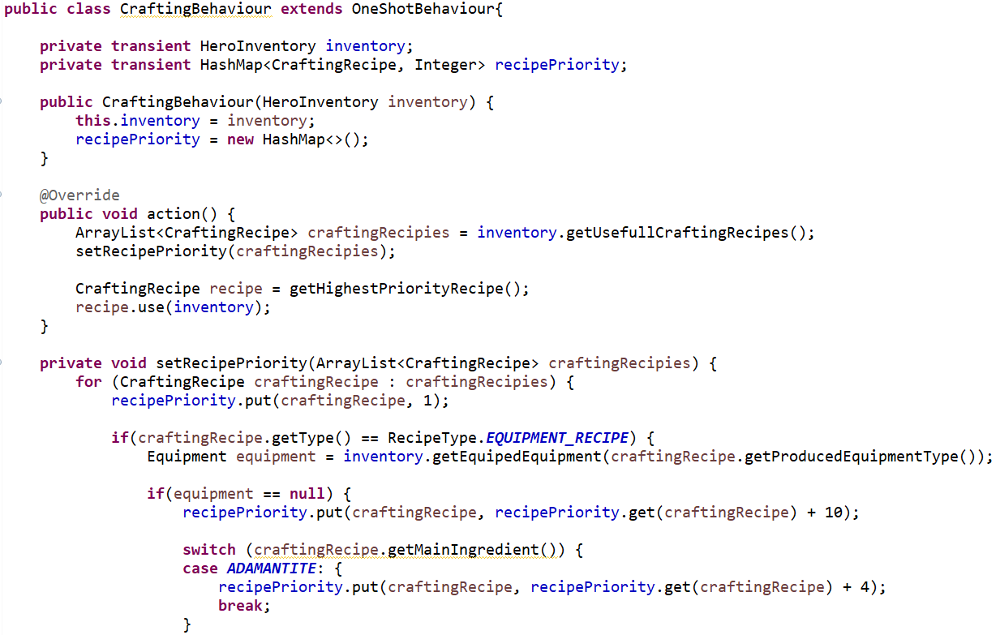 public class CraftingBehaviour extends OneShotBehaviour{
private transient HeroInventory inventory;
private transient HashMap<CraftingRecipe, Integer> recipePriority;
public CraftingBehaviour(HeroInventory inventory) {
this.inventory = inventory;
recipePriority = new HashMap<>();
}
@Override
public void action() {
ArrayList<CraftingRecipe> craftingRecipies = inventory.getUsefullCraftingRecipes();
setRecipePriority(craftingRecipies);
CraftingRecipe recipe = getHighestPriorityRecipe();
recipe.use(inventory);
}
private void setRecipePriority(ArrayList<CraftingRecipe> craftingRecipies) {
for (CraftingRecipe craftingRecipe : craftingRecipies) {
recipePriority.put(craftingRecipe, 1);
if(craftingRecipe.getType() == RecipeType.EQUIPMENT_RECIPE) {
Equipment equipment = inventory.getEquipedEquipment(craftingRecipe.getProducedEquipmentType());
if(equipment == null) {
recipePriority.put(craftingRecipe, recipePriority.get(craftingRecipe) + 10);
switch (craftingRecipe.getMainIngredient()) {
case ADAMANTITE: {
recipePriority.put(craftingRecipe, recipePriority.get(craftingRecipe) + 4);
break;
}